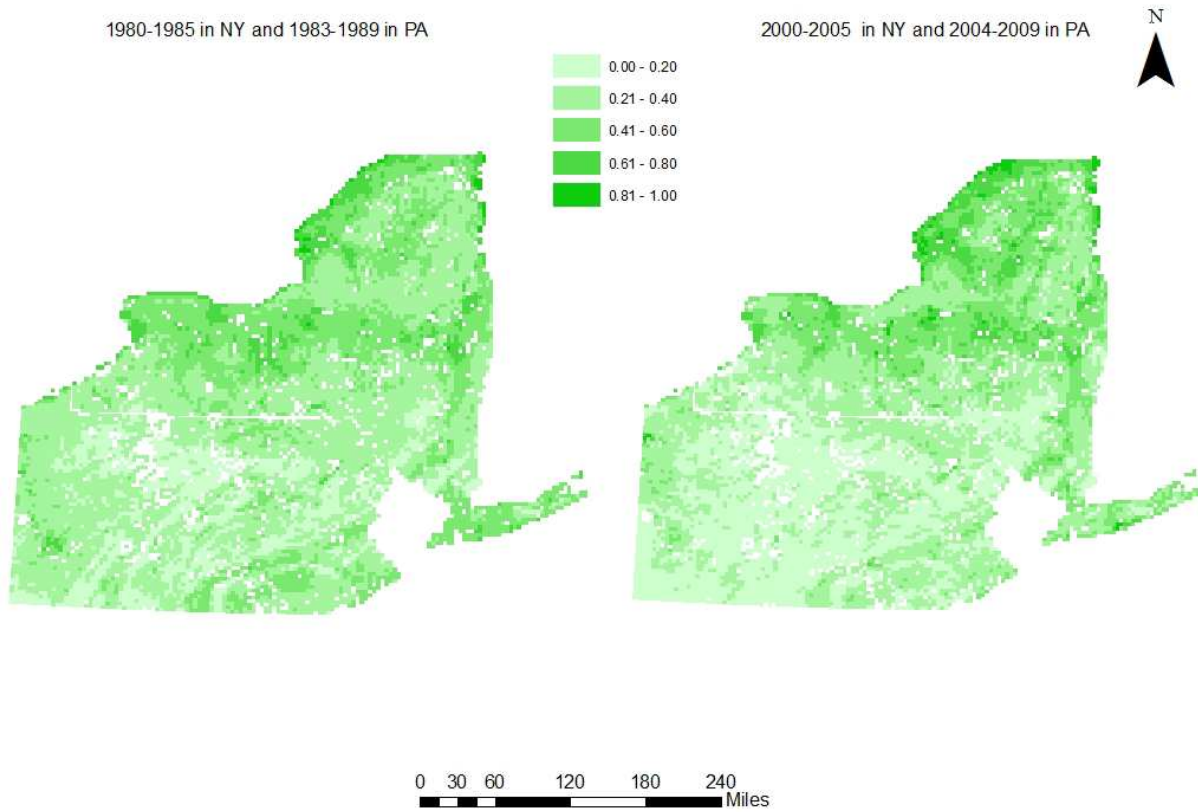 1980-1985 in NY and 1983-1989 in PA
2000-2005 in NY and 2004-2009 in PA
N
0.00 - 0.20
0.21 - 0.40
0.41 - 0.60
0.61 - 0.80
0.81 - 1.00
0 30 60 120 180 240
Miles